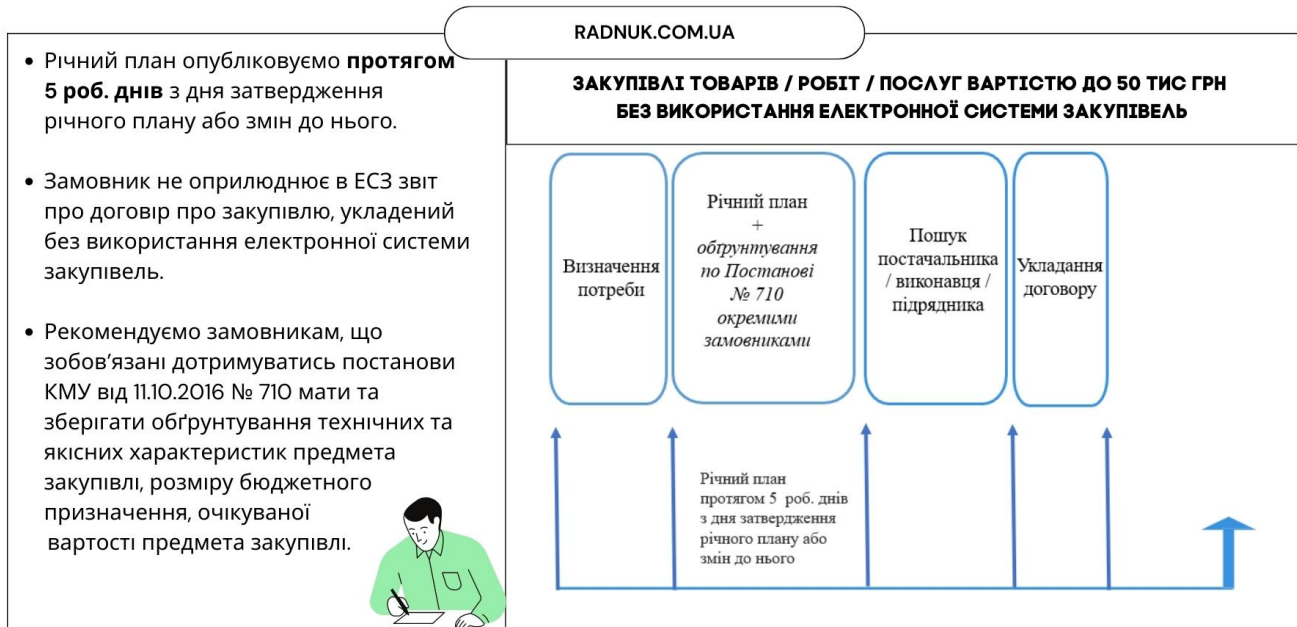 RADNUK.COM.UA
• Річний план опубліковуємо протягом
5 роб. днів з дня затвердження
річного плану або змін до нього.
• Замовник не оприлюднює в ЕСЗ звіт
про договір про закупівлю, укладений
без використання електронної системи
закупівель.
• Рекомендуємо замовникам, що
зобов’язані дотримуватись постанови
КМУ від 11.10.2016 № 710 мати та
зберігати обґрунтування технічних та
якісних характеристик предмета
закупівлі, розміру бюджетного
призначення, очікуваної
вартості предмета закупівлі.
ЗАКУПІВЛІ ТОВАРІВ / РОБІТ / ПОСЛУГ ВАРТІСТЮ ДО 50 ТИС ГРН
БЕЗ ВИКОРИСТАННЯ ЕЛЕКТРОННОЇ СИСТЕМИ ЗАКУПІВЕЛЬ
Визначення
потреби
Річний план
+
обґрунтування
по Постанові
№ 710
окремими
замовниками
Пошук
постачальника
/ виконавця /
підрядника
Укладання
договору
Річний план
протягом 5 роб. днів
з дня затвердження
річного плану або
змін до нього